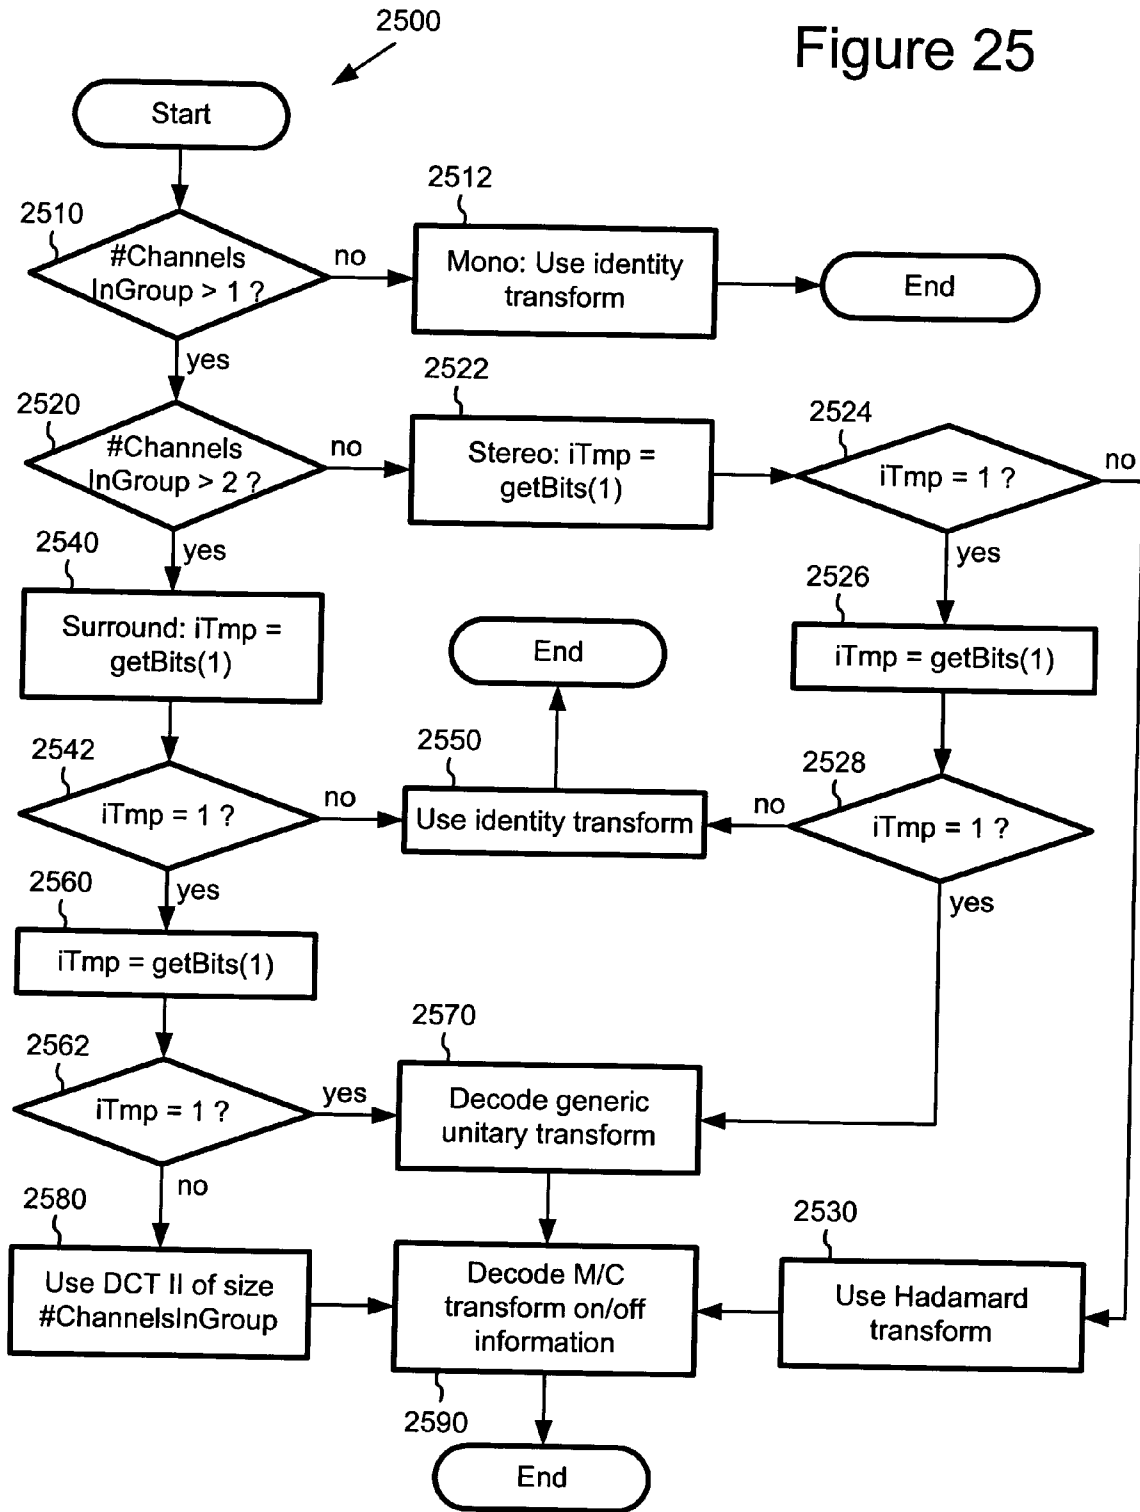 2500
Figure 25
Start
2510
#Channels
InGroup > 1 ?
no
yes
2512
Mono: Use identity
transform
End
2520
#Channels
InGroup > 2 ?
no
yes
2522
Stereo: iTmp =
getBits(1)
2524
iTmp = 1 ?
no
yes
2540
Surround: iTmp =
getBits(1)
End
2526
iTmp = getBits(1)
2542
iTmp = 1 ?
no
yes
2550
Use identity transform
2528
iTmp = 1 ?
no
yes
2560
iTmp = getBits(1)
2562
iTmp = 1 ?
yes
no
2570
Decode generic
unitary transform
2580
Use DCT II of size
#ChannelsInGroup
Decode M/C
transform on/off
information
2590
2530
Use Hadamard
transform
End